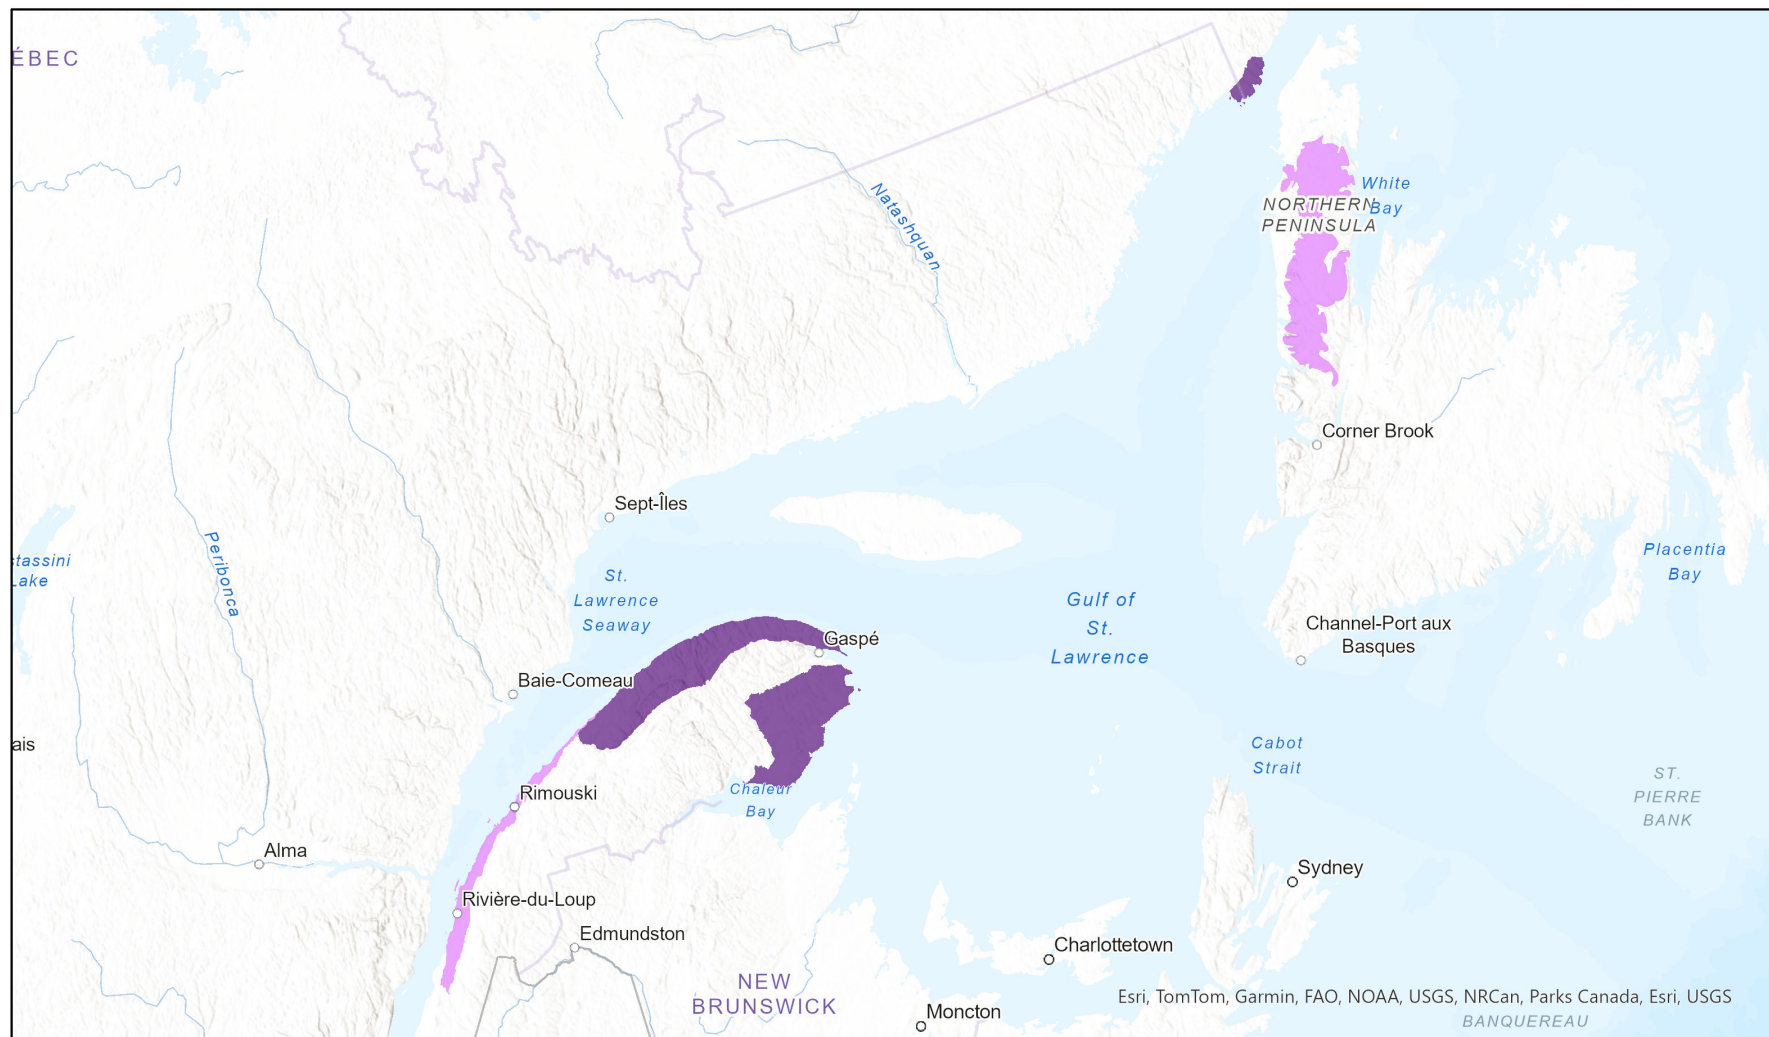 ÉBEC
Natashquan
White
Bay
NORTHERN
PENINSULA
Corner Brook
Sept-Îles
Peribonca
stassini
Lake
St.
Lawrence
Seaway
Gulf of
St.
Lawrence
Placentia
Bay
Channel-Port aux
Basques
Gaspé
Baie-Comeau
ais
Cabot
Strait
ST.
PIERRE
BANK
Chaleur
Bay
Rimouski
Alma
Sydney
Rivière-du-Loup
Edmundston
Charlottetown
NEW
BRUNSWICK
Moncton
Esri, TomTom, Garmin, FAO, NOAA, USGS, NRCan, Parks Canada, Esri, USGS
BANQUEREAU